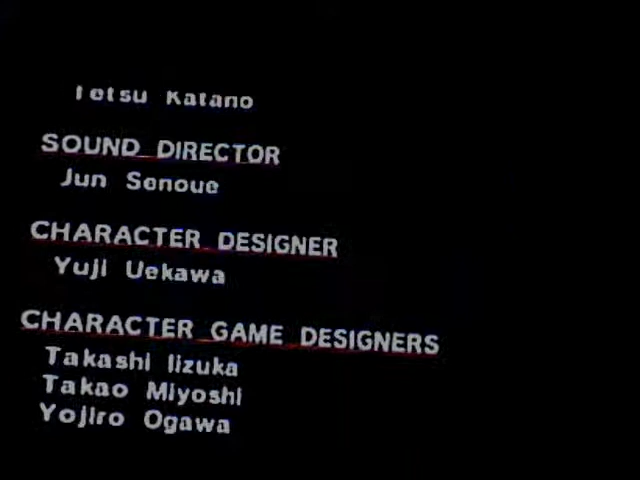 Tetsu Katano
SOUND DIRECTOR
Jun Senoue
CHARACTER DESIGNER
Yuji Uekawa
CHARACTER GAME DESIGNERS
Takashi Iizuka
Takao Miyoshi
Yojiro Ogawa